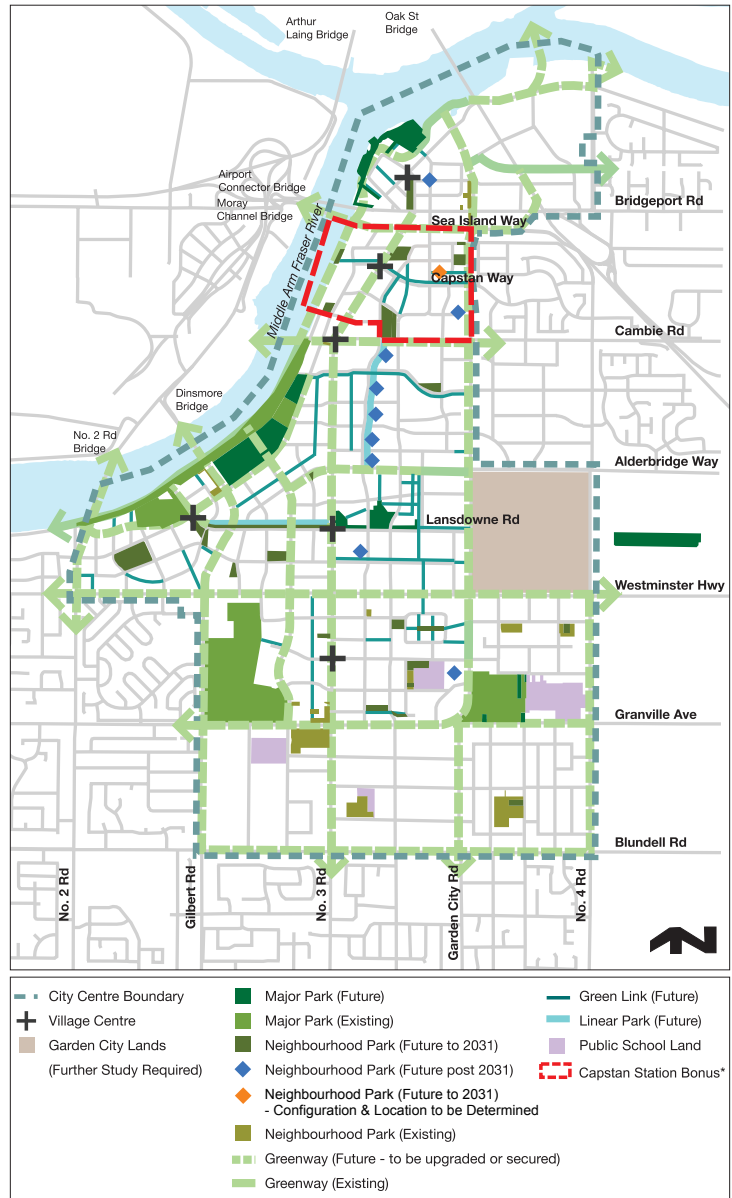 Arthur
Laing Bridge
Oak St
Bridge
Airport
Connector Bridge
Moray
Channel Bridge
Bridgeport Rd
Sea Island Way
Middle Arm Fraser River
Capstan Way
Cambie Rd
Dinsmore
Bridge
No. 2 Rd
Bridge
Alderbridge Way
Lansdowne Rd
Westminster Hwy
Granville Ave
Blundell Rd
No. 2 Rd
Gilbert Rd
No. 3 Rd
Garden City Rd
No. 4 Rd
City Centre Boundary
Village Centre
Garden City Lands
(Further Study Required)
Major Park (Future)
Major Park (Existing)
Neighbourhood Park (Future to 2031)
Neighbourhood Park (Future post 2031)
Neighbourhood Park (Future to 2031)
- Configuration & Location to be Determined
Neighbourhood Park (Existing)
Greenway (Future - to be upgraded or secured)
Greenway (Existing)
Green Link (Future)
Linear Park (Future)
Public School Land
Capstan Station Bonus*